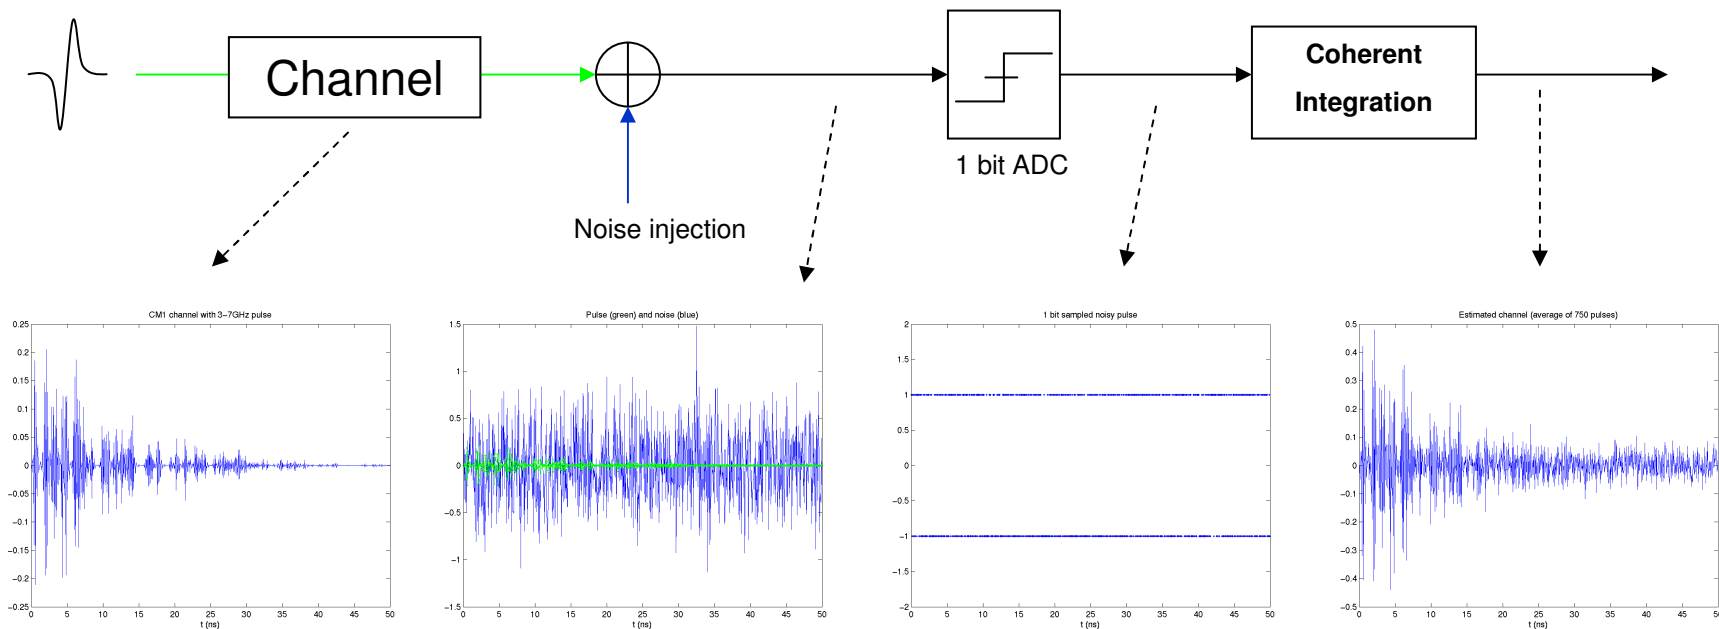 Channel
Coherent
Integration
1 bit ADC
Noise injection
CM1 channel with 3−7GHz pulse
0.25
0.2
0.15
0.1
0.05
0
−0.05
−0.1
−0.15
−0.2
−0.25
0 5 10 15 20 25 30 35 40 45 50
t (ns)
Pulse (green) and noise (blue)
1.5
1
0.5
0
−0.5
−1
−1.5
0 5 10 15 20 25 30 35 40 45 50
t (ns)
1 bit sampled noisy pulse
2
1.5
1
0.5
0
−0.5
−1
−1.5
−2
0 5 10 15 20 25 30 35 40 45 50
t (ns)
Estimated channel (average of 750 pulses)
0.5
0.4
0.3
0.2
0.1
0
−0.1
−0.2
−0.3
−0.4
−0.5
0 5 10 15 20 25 30 35 40 45
t (ns)